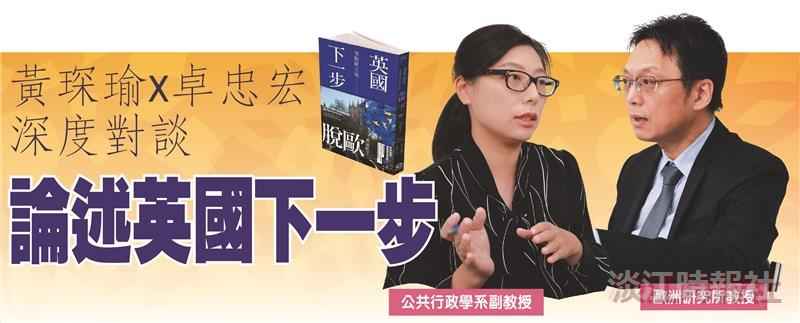 黃琛瑜x卓忠宏
深度對談
論述英國下一步
英國
下一步
脫歐
公共行政學系副教授
歐洲研究所教授
淡江時報社